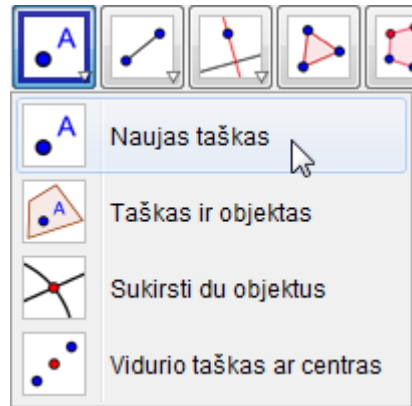 A
A
Naujas taškas
A
Taškas ir objektas
Sukirsti du objektus
Vidurio taškas ar centras